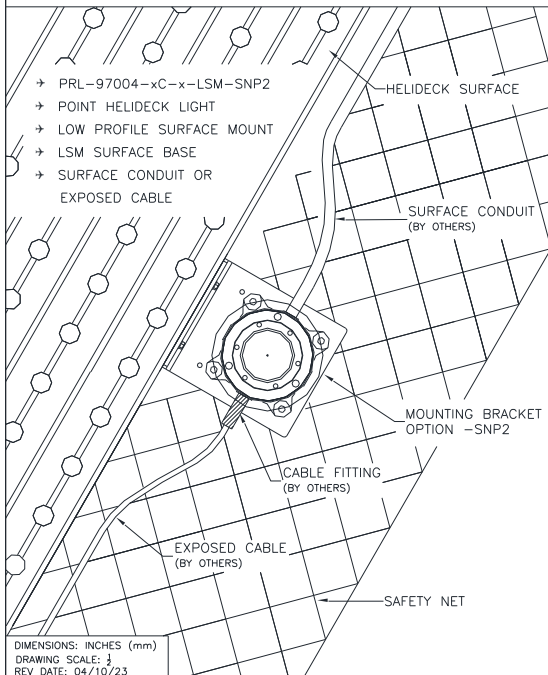 PRL-97004-xC-x-LSM-SNP2
POINT HELIDECK LIGHT
LOW PROFILE SURFACE MOUNT
LSM SURFACE BASE
SURFACE CONDUIT OR
EXPOSED CABLE
HELIDECK SURFACE
SURFACE CONDUIT
(BY OTHERS)
MOUNTING BRACKET
OPTION -SNP2
CABLE FITTING
(BY OTHERS)
EXPOSED CABLE
(BY OTHERS)
SAFETY NET
DIMENSIONS: INCHES (mm)
DRAWING SCALE: 1/2
REV DATE: 04/10/23